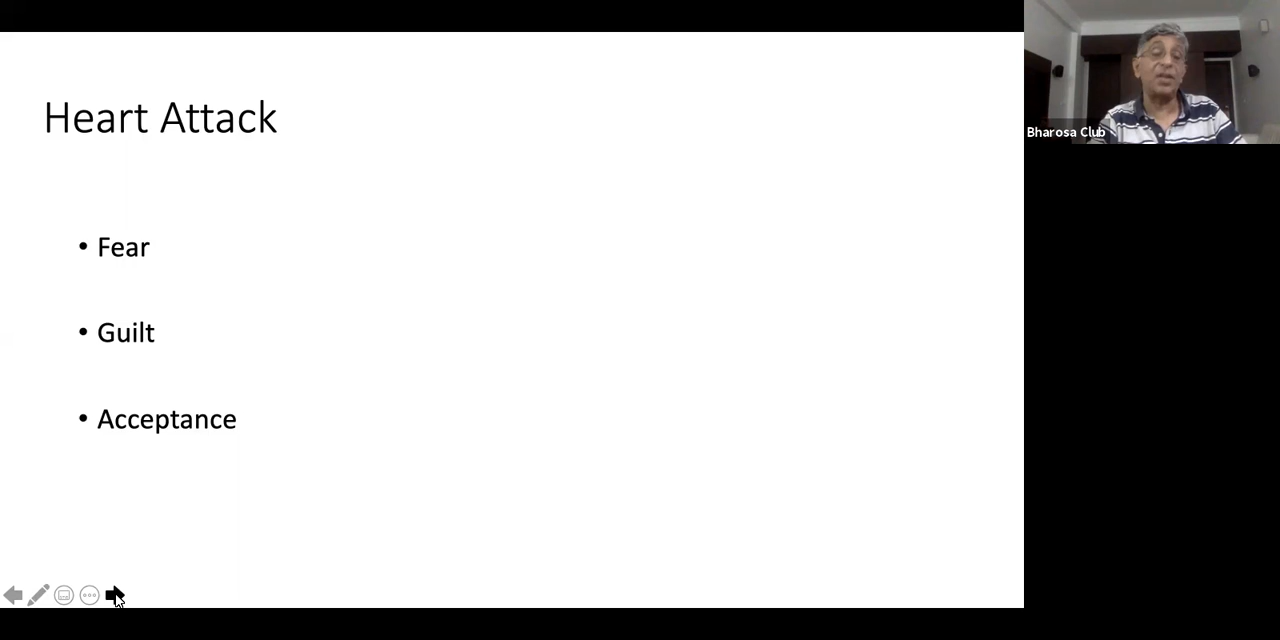 Heart Attack
• Fear
• Guilt
• Acceptance
Bharosa Club